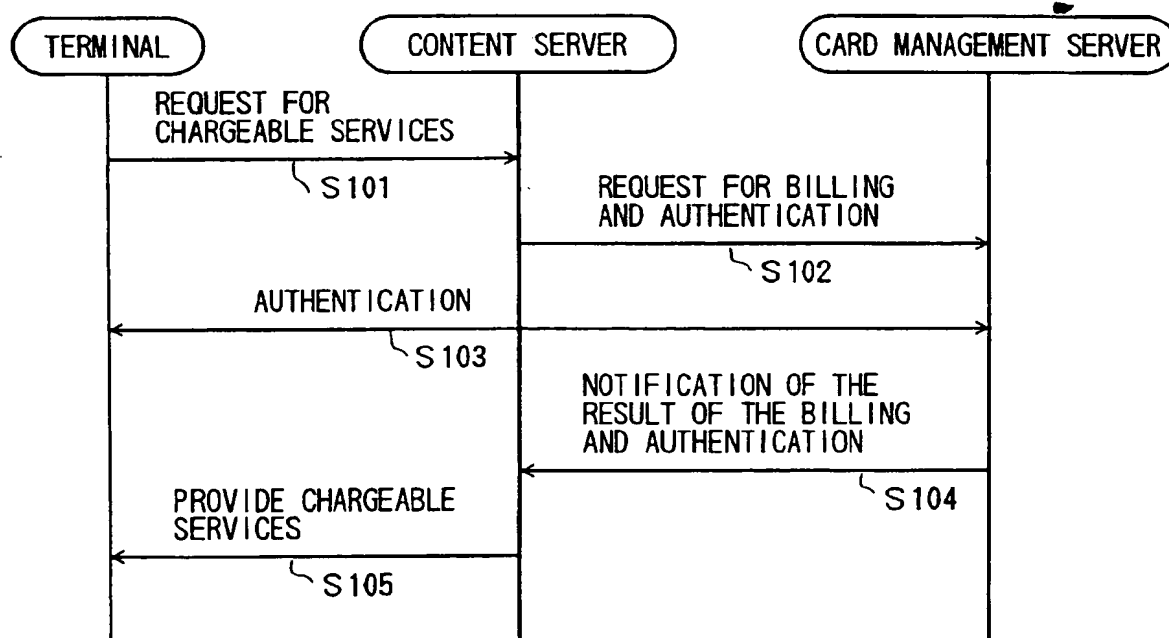 TERMINAL
CONTENT SERVER
CARD MANAGEMENT SERVER
REQUEST FOR
CHARGEABLE SERVICES
S101
REQUEST FOR BILLING
AND AUTHENTICATION
S102
AUTHENTICATION
S103
NOTIFICATION OF THE
RESULT OF THE BILLING
AND AUTHENTICATION
S104
PROVIDE CHARGEABLE
SERVICES
S105